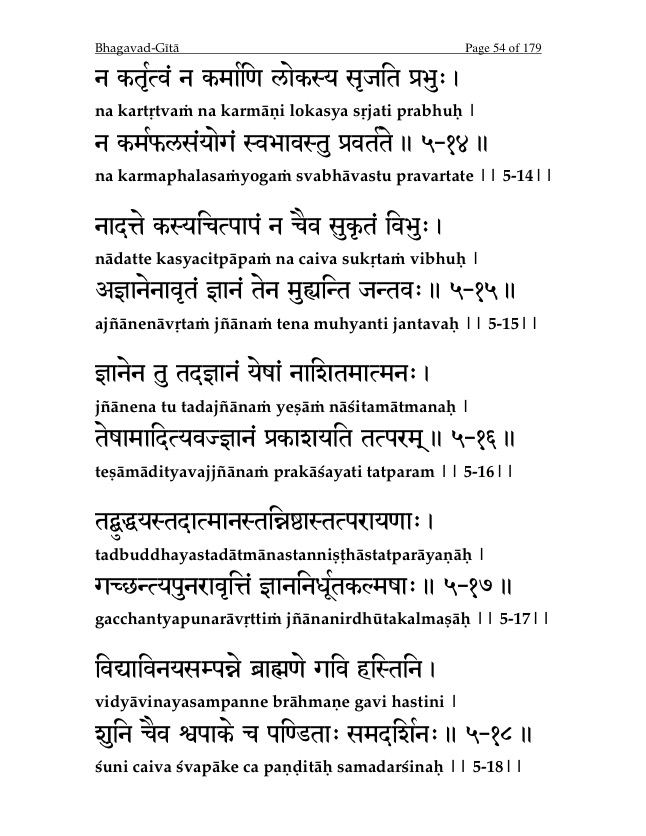 Bhagavad-Gītā Page 54 of 179
न कर्तृत्वं न कर्माणि लोकस्य सृजति प्रभुः ।
na kartṛtvaṁ na karmāṇi lokasya sṛjati prabhuḥ |
न कर्मफलसंयोगं स्वभावस्तु प्रवर्तते ॥ ५-१४ ॥
na karmaphalasaṁyogaṁ svabhāvastu pravartate || 5-14||
नादत्ते कस्यचित्पापं न चैव सुकृतं विभुः ।
nādatte kasyacitpāpaṁ na caiva sukṛtaṁ vibhuḥ |
अज्ञानेनावृतं ज्ञानं तेन मुह्यन्ति जन्तवः ॥ ५-१५ ॥
ajñānenāvṛtaṁ jñānaṁ tena muhyanti jantavaḥ || 5-15||
ज्ञानेन तु तदज्ञानं येषां नाशितमात्मनः ।
jñānena tu tadajñānaṁ yeṣāṁ nāśitamātmanaḥ |
तेषामादित्यवज्ज्ञानं प्रकाशयति तत्परम् ॥ ५-१६ ॥
teṣāmādityavajjñānaṁ prakāśayati tatparam || 5-16||
तद्बुद्धयस्तदात्मानस्तन्निष्ठास्तत्परायणाः ।
tadbuddhayastadātmānastanniṣṭhāstatparāyaṇāḥ |
गच्छन्त्यपुनरावृत्तिं ज्ञाननिर्धूतकल्मषाः ॥ ५-१७ ॥
gacchantyapunarāvṛttiṁ jñānanirdhūtakalmaṣāḥ || 5-17||
विद्याविनयसम्पन्ने ब्राह्मणे गवि हस्तिनि ।
vidyāvinayasampanne brāhmaṇe gavi hastini |
शुनि चैव श्वपाके च पण्डिताः समदर्शिनः ॥ ५-१८ ॥
śuni caiva śvapāke ca paṇḍitāḥ samadarśinaḥ || 5-18||